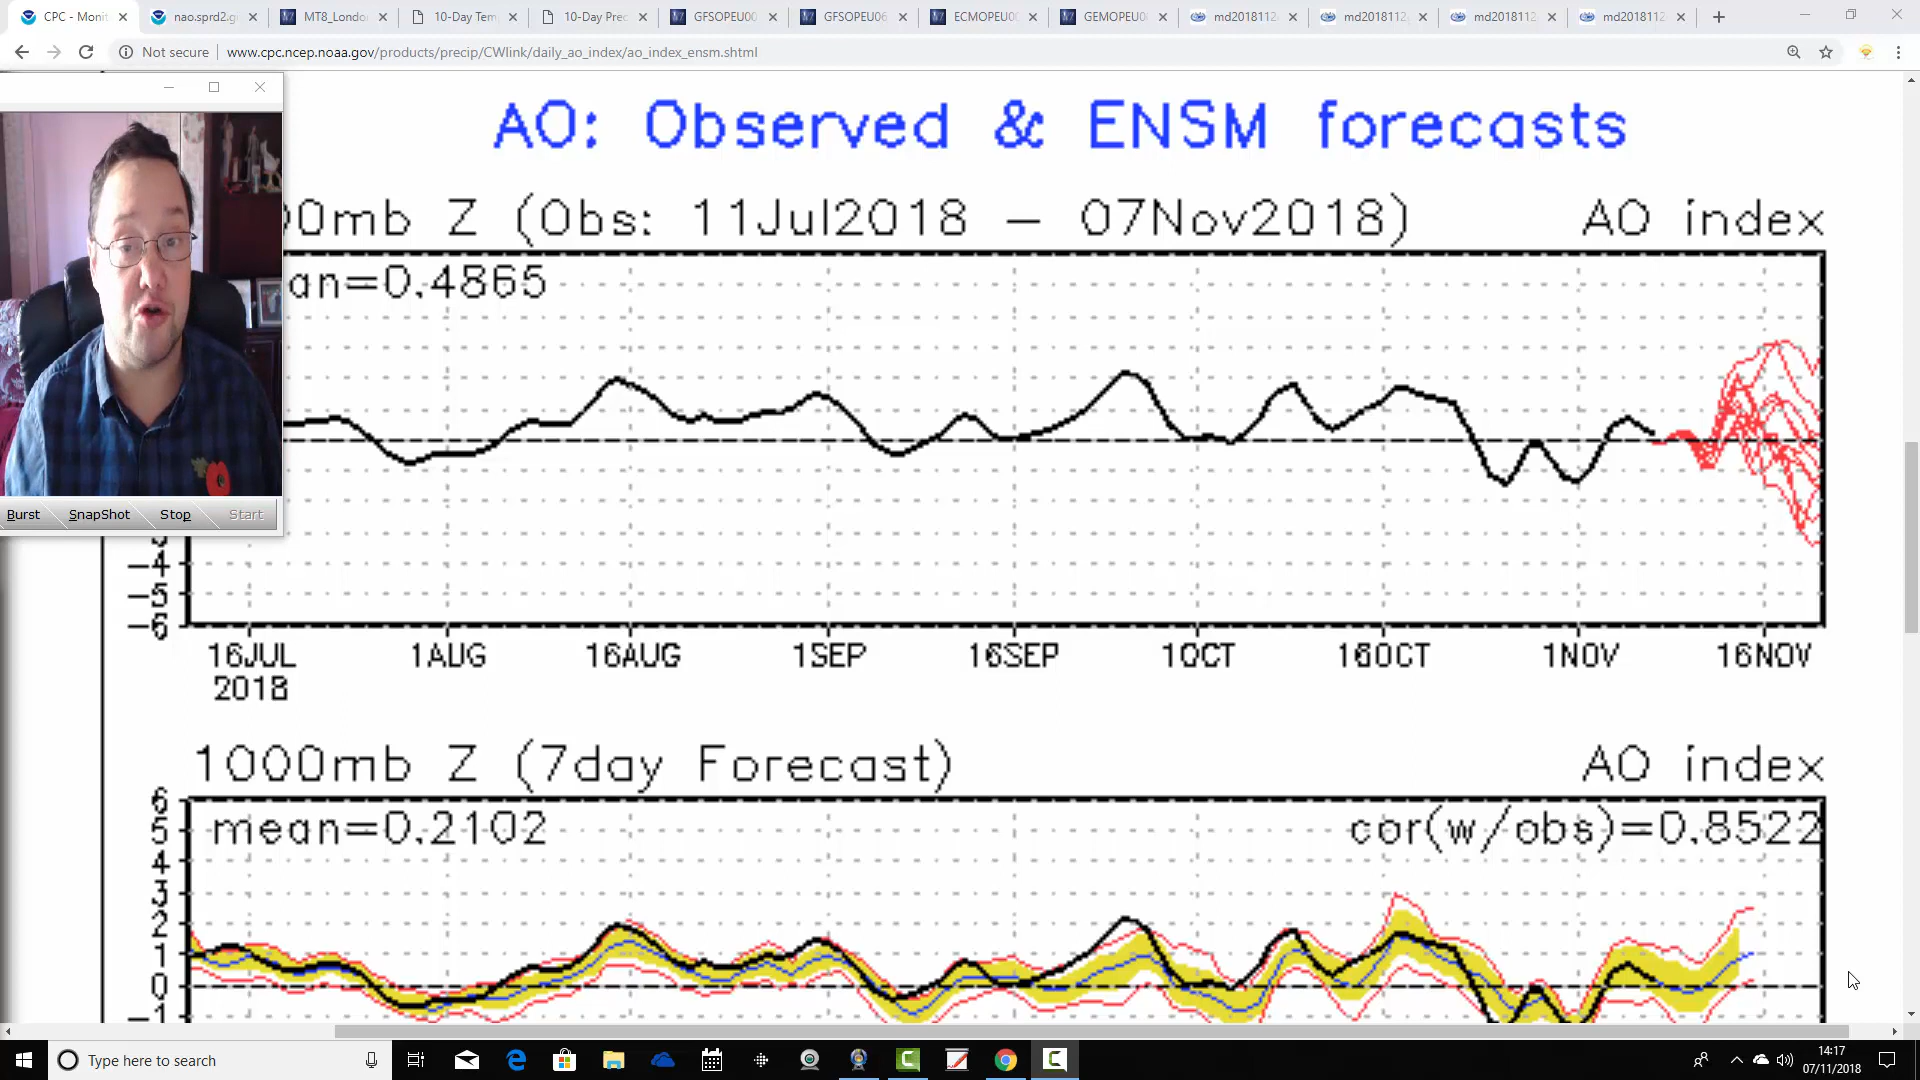 CPC - Monit
nao.sprd2.g
MT8_Londo
10-Day Tem
10-Day Prec
GFSOPEU00
GFSOPEU06
ECMOPEU0
GEMOPEU0
md2018112
md2018112
md2018112
md2018112
Not secure
www.cpc.ncep.noaa.gov/products/precip/CWlink/daily_ao_index/ao_index_ensm.shtml
AO: Observed & ENSM forecasts
00mb Z (Obs: 11Jul2018 – 07Nov2018) AO index
an=0.4865
Burst SnapShot Stop Start
-4
-5
-6
16JUL 1AUG 16AUG 1SEP 16SEP 1OCT 16OCT 1NOV 16NOV
2018
1000mb Z (7day Forecast) AO index
6
mean=0.2102 cor(w/obs)=0.8522
5
4
3
2
1
0
-1
Type here to search
14:17
07/11/2018